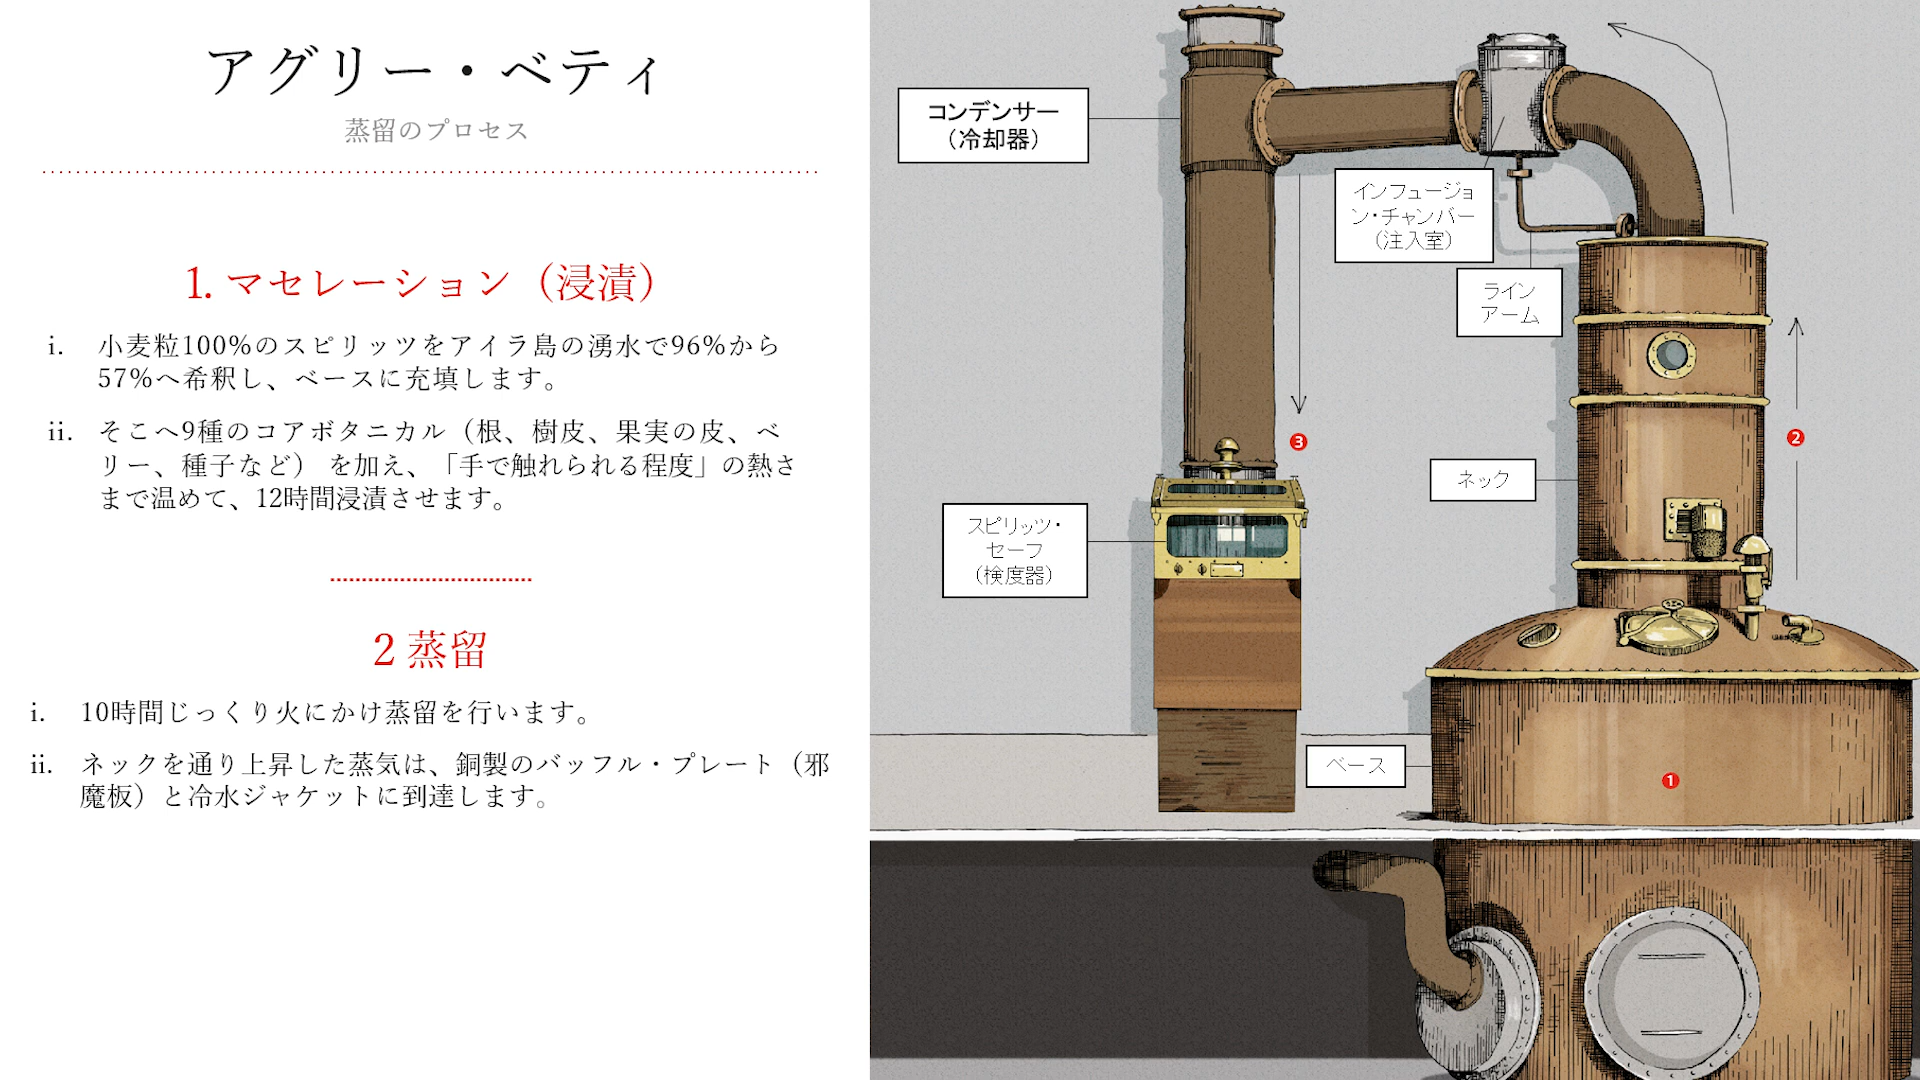 アグリー・ベティ
蒸留のプロセス
1. マセレーション（浸漬）
i. 小麦粒100%のスピリッツをアイラ島の湧水で96%から
57%へ希釈し、ベースに充填します。
ii. そこへ9種のコアボタニカル（根、樹皮、果実の皮、ベ
リー、種子など） を加え、「手で触れられる程度」の熱さ
まで温めて、12時間浸漬させます。
2 蒸留
i. 10時間じっくり火にかけ蒸留を行います。
ii. ネックを通り上昇した蒸気は、銅製のバッフル・プレート（邪
魔板）と冷水ジャケットに到達します。
コンデンサー
（冷却器）
インフュージョ
ン・チャンバー
（注入室）
ライン
アーム
3
2
ネック
スピリッツ・
セーフ
（検度器）
ベース
1